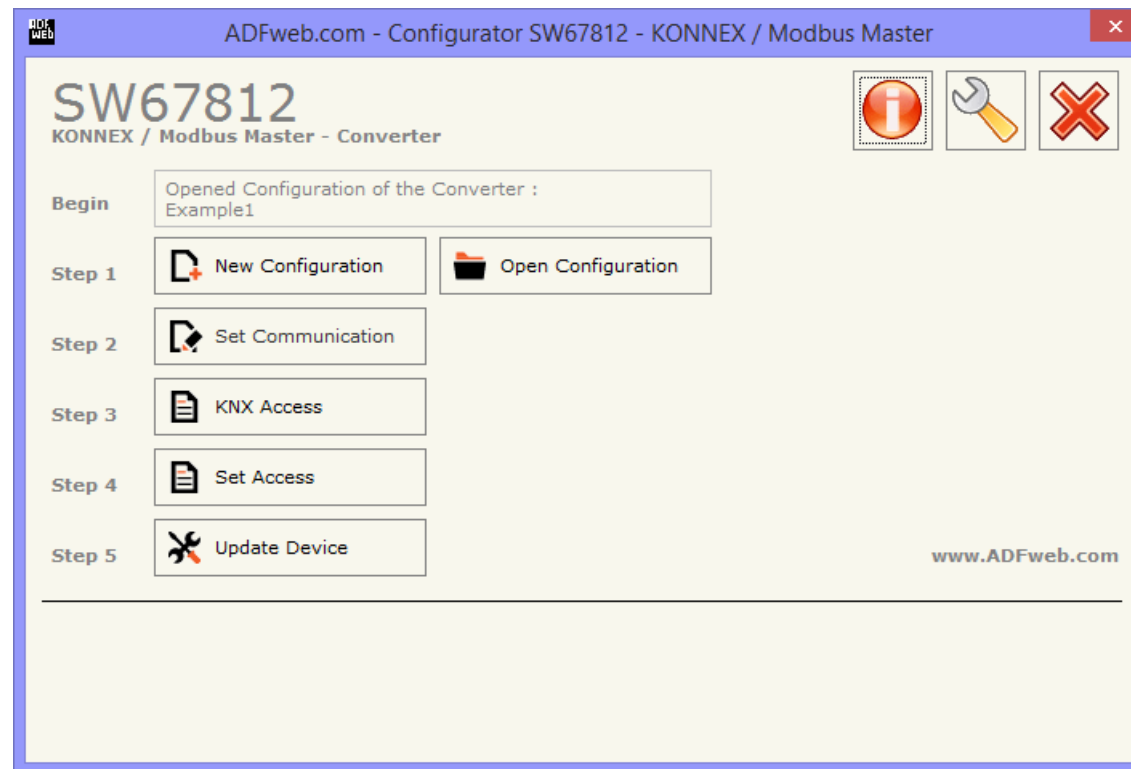 ADF
WEB
ADFweb.com - Configurator SW67812 - KONNEX / Modbus Master
SW67812
KONNEX / Modbus Master - Converter
Begin
Opened Configuration of the Converter :
Example1
Step 1
New Configuration
Open Configuration
Step 2
Set Communication
Step 3
KNX Access
Step 4
Set Access
Step 5
Update Device
www.ADFweb.com